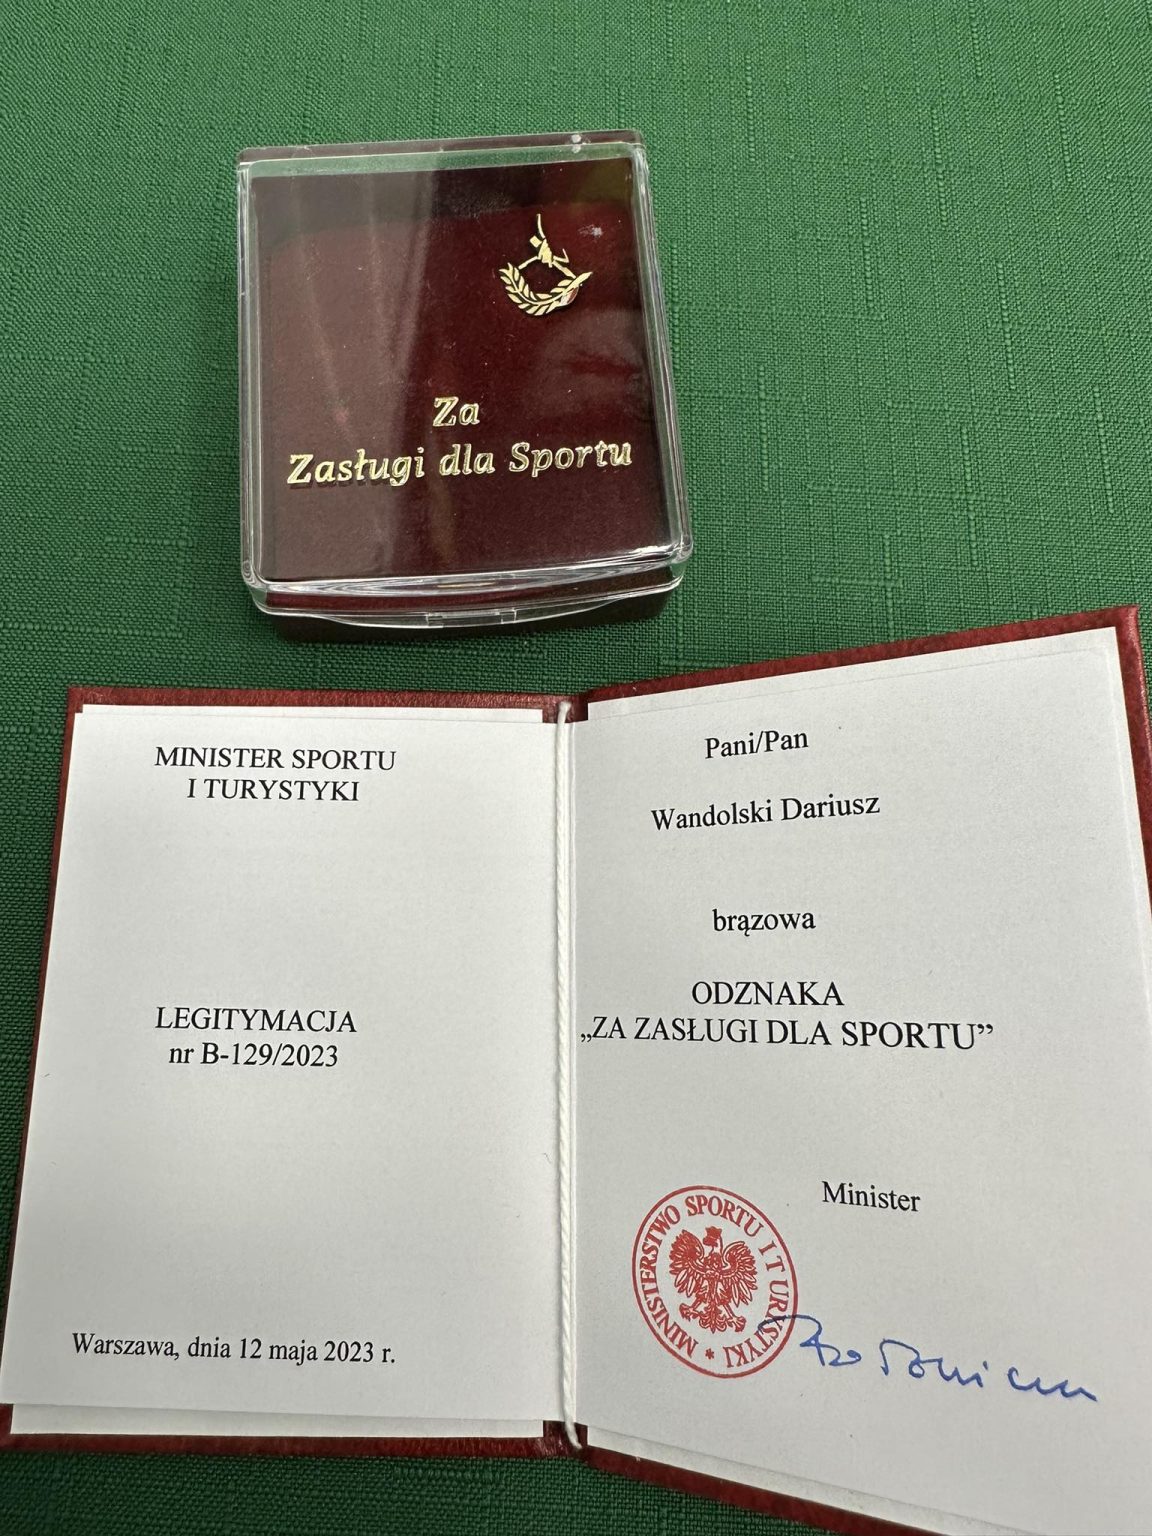 Za
Zasługi dla Sportu
MINISTER SPORTU
I TURYSTYKI
LEGITYMACJA
nr B-129/2023
Warszawa, dnia 12 maja 2023 r.
Pani/Pan
Wandolski Dariusz
brązowa
ODZNAKA
„ZA ZASŁUGI DLA SPORTU”
Minister
MINISTERSTWO SPORTU I TURYSTYKI *